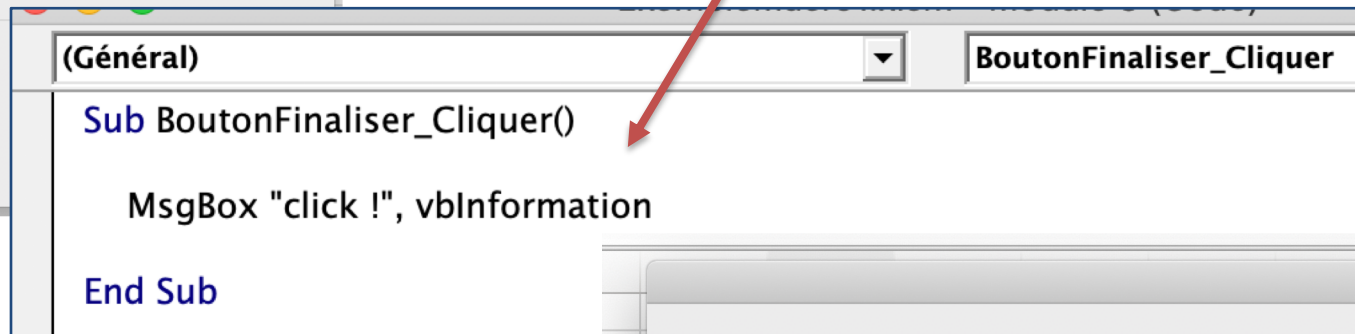 (Général)
BoutonFinaliser_Cliquer
Sub BoutonFinaliser_Cliquer()
MsgBox "click !", vbInformation
End Sub